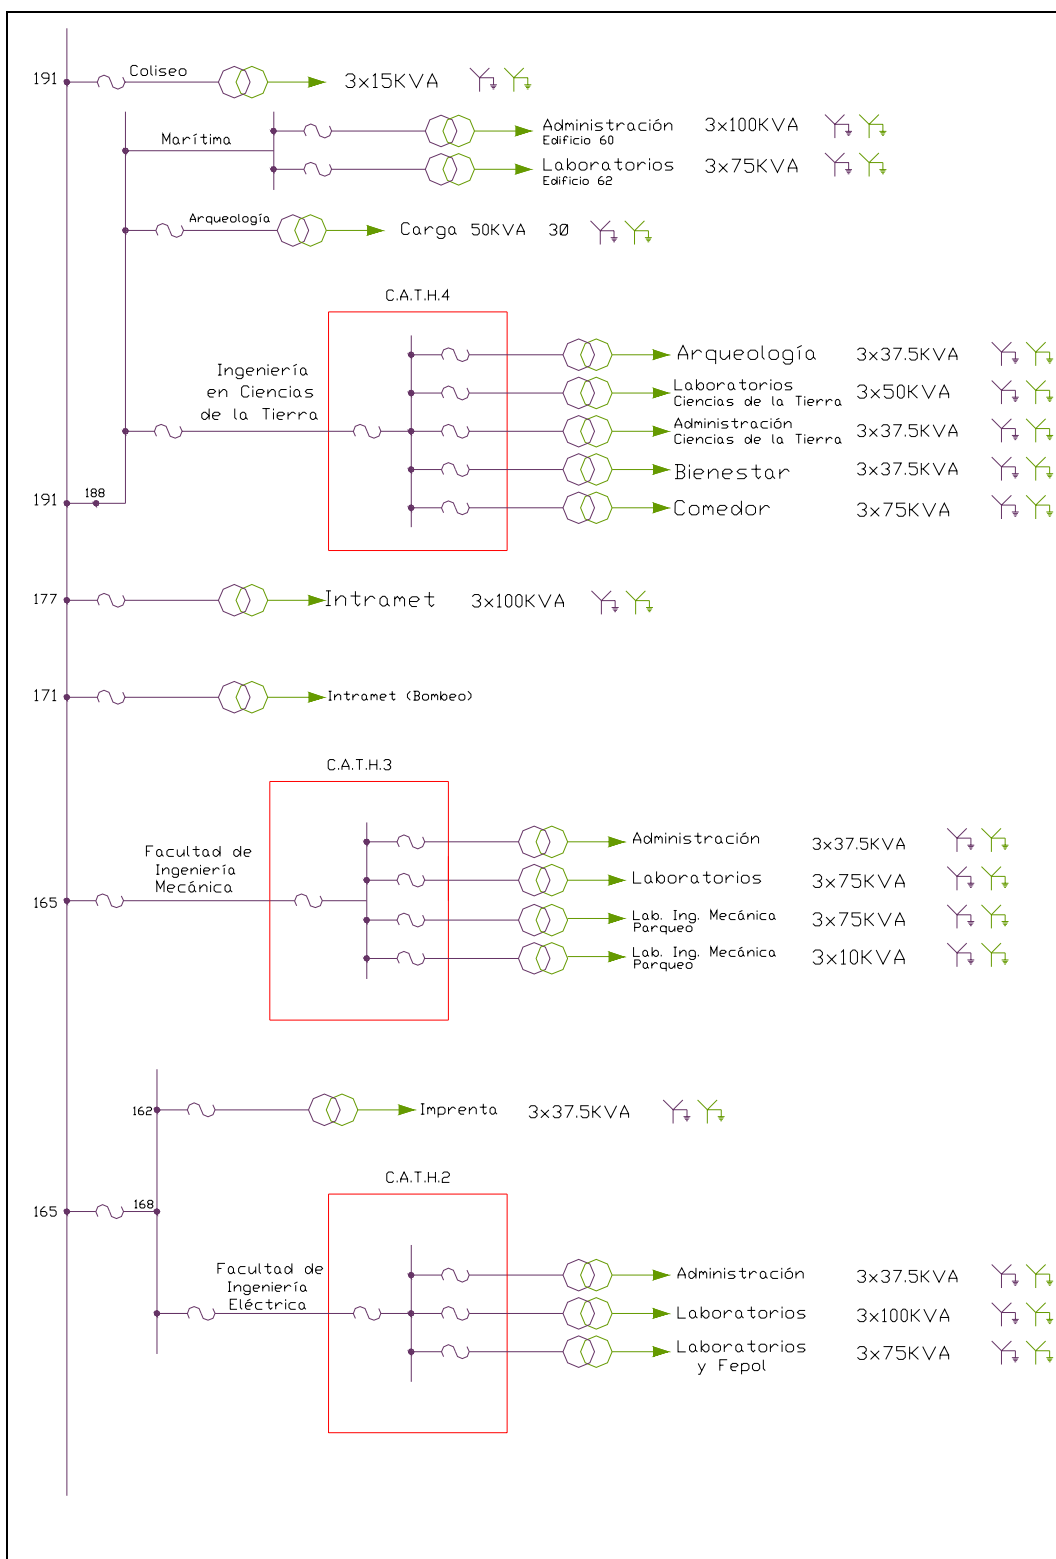 191
Coliseo
3x15KVA
Marítima
Administración
Edificio 60
3x100KVA
Laboratorios
Edificio 62
3x75KVA
Arqueología
Carga 50KVA 3Ø
C.A.T.H.4
Ingeniería
en Ciencias
de la Tierra
Arqueología
3x37.5KVA
Laboratorios
Ciencias de la Tierra
3x50KVA
Administración
Ciencias de la Tierra
3x37.5KVA
Bienestar
3x37.5KVA
Comedor
3x75KVA
191
188
177
Intramet
3x100KVA
171
Intramet (Bombeo)
C.A.T.H.3
Facultad de
Ingeniería
Mecánica
165
Administración
3x37.5KVA
Laboratorios
3x75KVA
Lab. Ing. Mecánica
Parqueo
3x75KVA
Lab. Ing. Mecánica
Parqueo
3x10KVA
162
Imprenta
3x37.5KVA
C.A.T.H.2
165
168
Facultad de
Ingeniería
Eléctrica
Administración
3x37.5KVA
Laboratorios
3x100KVA
Laboratorios
y Fepol
3x75KVA